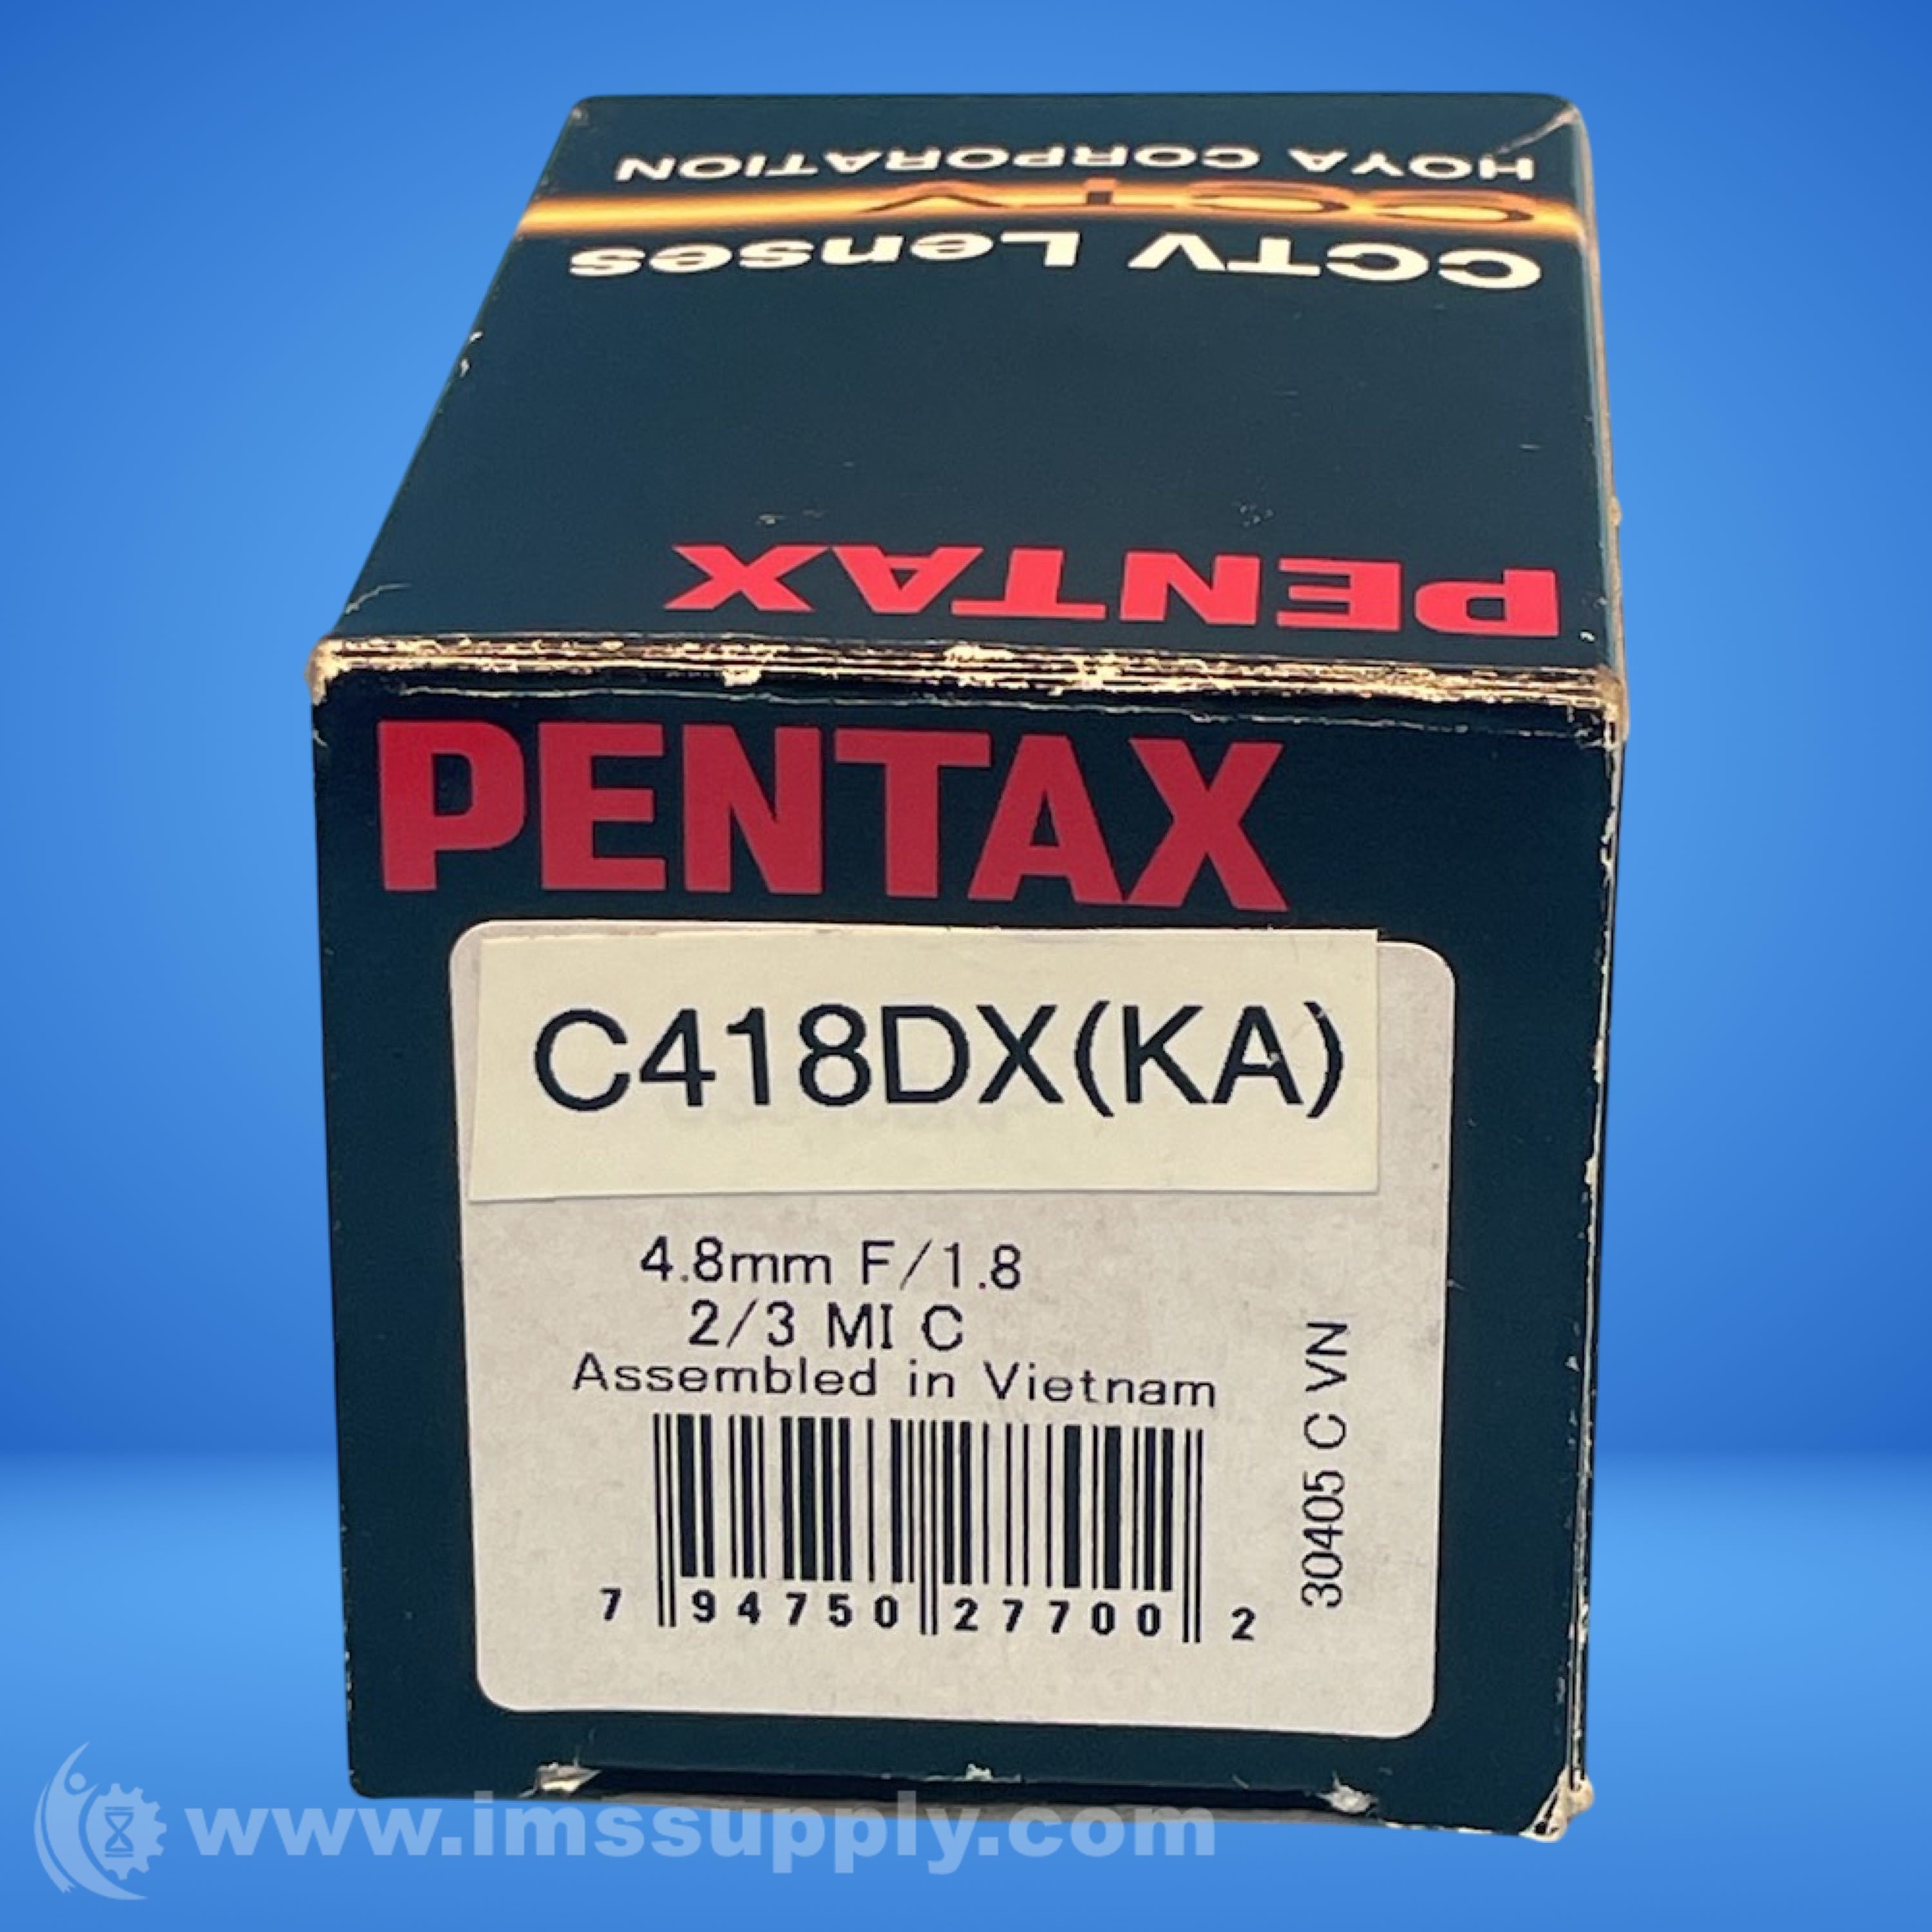 HOYA CORPORATION
CCTV
CCTV Lenses
PENTAX
PENTAX
C418DX(KA)
4.8mm F/1.8
2/3 MI C
Assembled in Vietnam
30405 C VN
7 94750 27700 2
www.imssupply.com